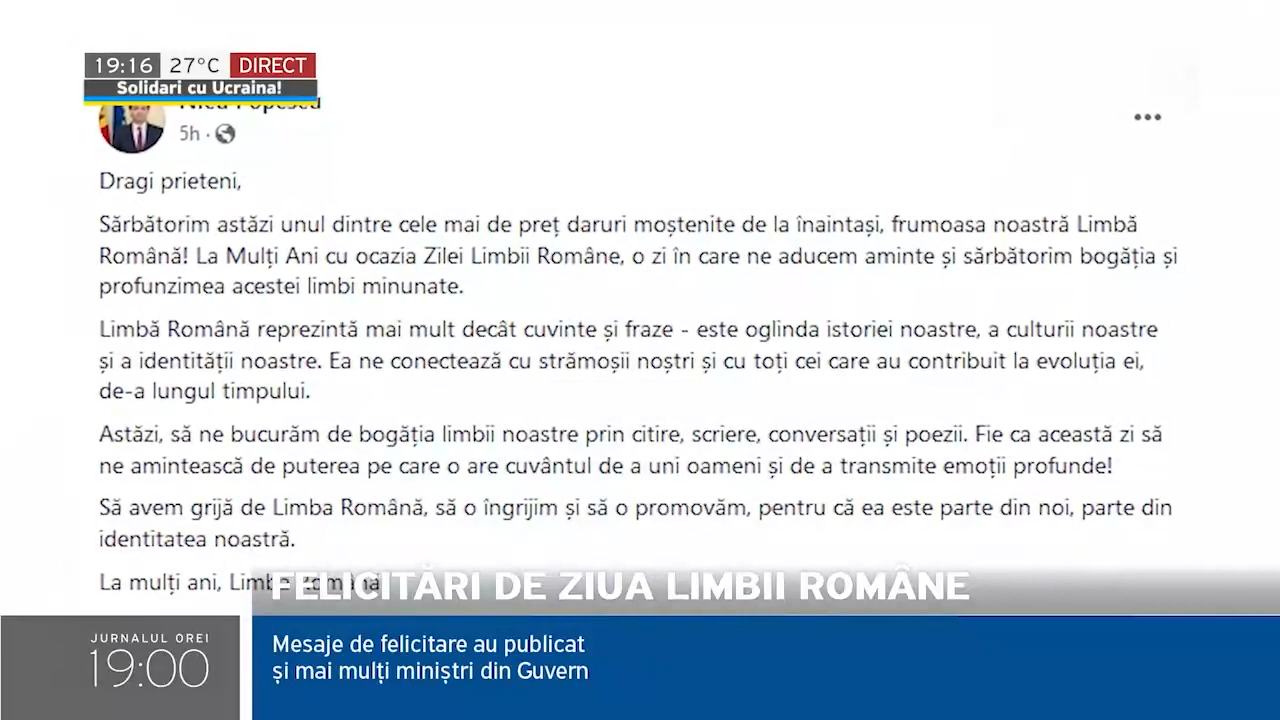 19:16 27°C DIRECT
Solidari cu Ucraina!
Nicu Popescu
5h
Dragi prieteni,
Sărbătorim astăzi unul dintre cele mai de preț daruri moștenite de la înaintași, frumoasa noastră Limbă
Română! La Mulți Ani cu ocazia Zilei Limbii Române, o zi în care ne aducem aminte și sărbătorim bogăția și
profunzimea acestei limbi minunate.
Limbă Română reprezintă mai mult decât cuvinte și fraze - este oglinda istoriei noastre, a culturii noastre
și a identității noastre. Ea ne conectează cu strămoșii noștri și cu toți cei care au contribuit la evoluția ei,
de-a lungul timpului.
Astăzi, să ne bucurăm de bogăția limbii noastre prin citire, scriere, conversații și poezii. Fie ca această zi să
ne amintească de puterea pe care o are cuvântul de a uni oameni și de a transmite emoții profunde!
Să avem grijă de Limba Română, să o îngrijim și să o promovăm, pentru că ea este parte din noi, parte din
identitatea noastră.
La mulți ani, Limba Română
FELICITĂRI DE ZIUA LIMBII ROMÂNE
JURNALUL OREI
19:00
Mesaje de felicitare au publicat
și mai mulți miniștri din Guvern